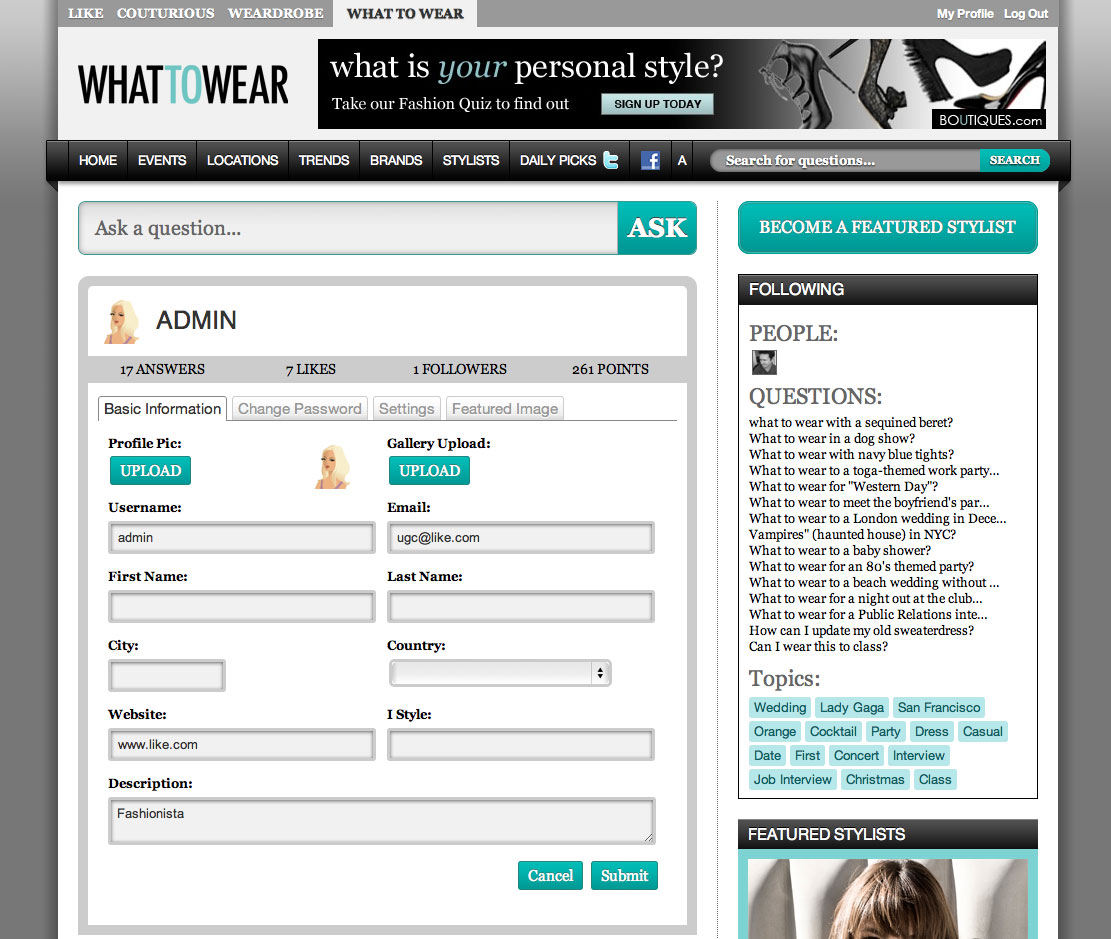 LIKE COUTURIOUS WEARDROBE WHAT TO WEAR My Profile Log Out
WHATTOWEAR
what is your personal style?
Take our Fashion Quiz to find out SIGN UP TODAY
BOUTIQUES.com
HOME EVENTS LOCATIONS TRENDS BRANDS STYLISTS DAILY PICKS A Search for questions... SEARCH
Ask a question... ASK
BECOME A FEATURED STYLIST
ADMIN
17 ANSWERS 7 LIKES 1 FOLLOWERS 261 POINTS
Basic Information Change Password Settings Featured Image
Profile Pic: Gallery Upload:
UPLOAD UPLOAD
Username: Email:
admin ugc@like.com
First Name: Last Name:
City: Country:
Website: I Style:
www.like.com
Description:
Fashionista
Cancel Submit
FOLLOWING
PEOPLE:
QUESTIONS:
what to wear with a sequined beret?
What to wear in a dog show?
What to wear with navy blue tights?
What to wear to a toga-themed work party...
What to wear for "Western Day"?
What to wear to meet the boyfriend's par...
What to wear to a London wedding in Dece...
Vampires" (haunted house) in NYC?
What to wear to a baby shower?
What to wear for an 80's themed party?
What to wear to a beach wedding without ...
What to wear for a night out at the club...
What to wear for a Public Relations inte...
How can I update my old sweaterdress?
Can I wear this to class?
Topics:
Wedding Lady Gaga San Francisco
Orange Cocktail Party Dress Casual
Date First Concert Interview
Job Interview Christmas Class
FEATURED STYLISTS